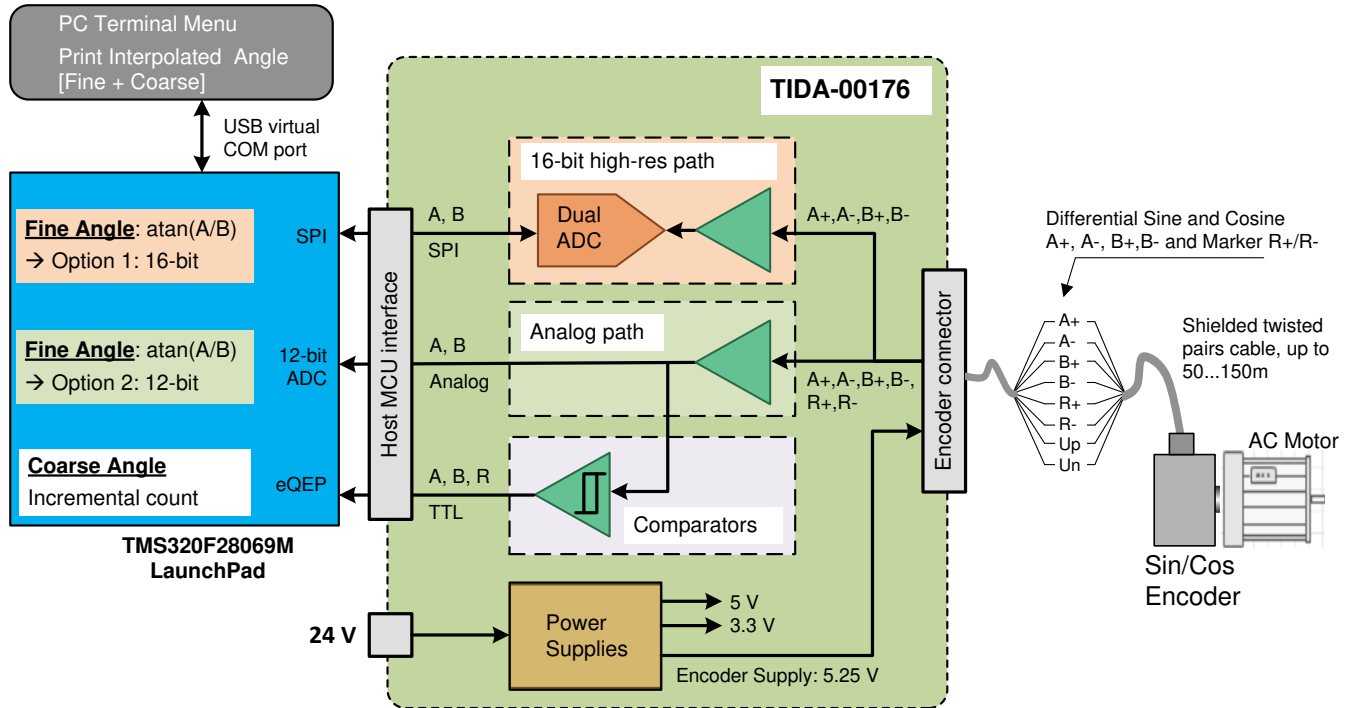 PC Terminal Menu
Print Interpolated Angle
[Fine + Coarse]
USB virtual
COM port
Fine Angle: atan(A/B)
→ Option 1: 16-bit
SPI
Fine Angle: atan(A/B)
→ Option 2: 12-bit
12-bit
ADC
Coarse Angle
Incremental count
eQEP
TMS320F28069M
LaunchPad
Host MCU interface
TIDA-00176
16-bit high-res path
A, B
SPI
Dual
ADC
A+,A-,B+,B-
Analog path
A, B
Analog
A+,A-,B+,B-,
R+,R-
A, B, R
TTL
Comparators
24 V
Power
Supplies
5 V
3.3 V
Encoder Supply: 5.25 V
Encoder connector
Differential Sine and Cosine
A+, A-, B+,B- and Marker R+/R-
A+
A-
B+
B-
R+
R-
Up
Un
Shielded twisted
pairs cable, up to
50...150m
AC Motor
Sin/Cos
Encoder